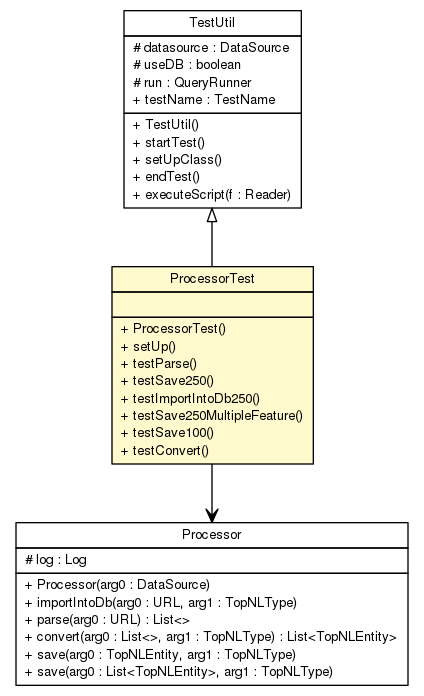 TestUtil
# datasource : DataSource
# useDB : boolean
# run : QueryRunner
+ testName : TestName
+ TestUtil()
+ startTest()
+ setUpClass()
+ endTest()
+ executeScript(f : Reader)
ProcessorTest
+ ProcessorTest()
+ setUp()
+ testParse()
+ testSave250()
+ testImportIntoDb250()
+ testSave250MultipleFeature()
+ testSave100()
+ testConvert()
Processor
# log : Log
+ Processor(arg0 : DataSource)
+ importIntoDb(arg0 : URL, arg1 : TopNLType)
+ parse(arg0 : URL) : List<>
+ convert(arg0 : List<>, arg1 : TopNLType) : List<TopNLEntity>
+ save(arg0 : TopNLEntity, arg1 : TopNLType)
+ save(arg0 : List<TopNLEntity>, arg1 : TopNLType)